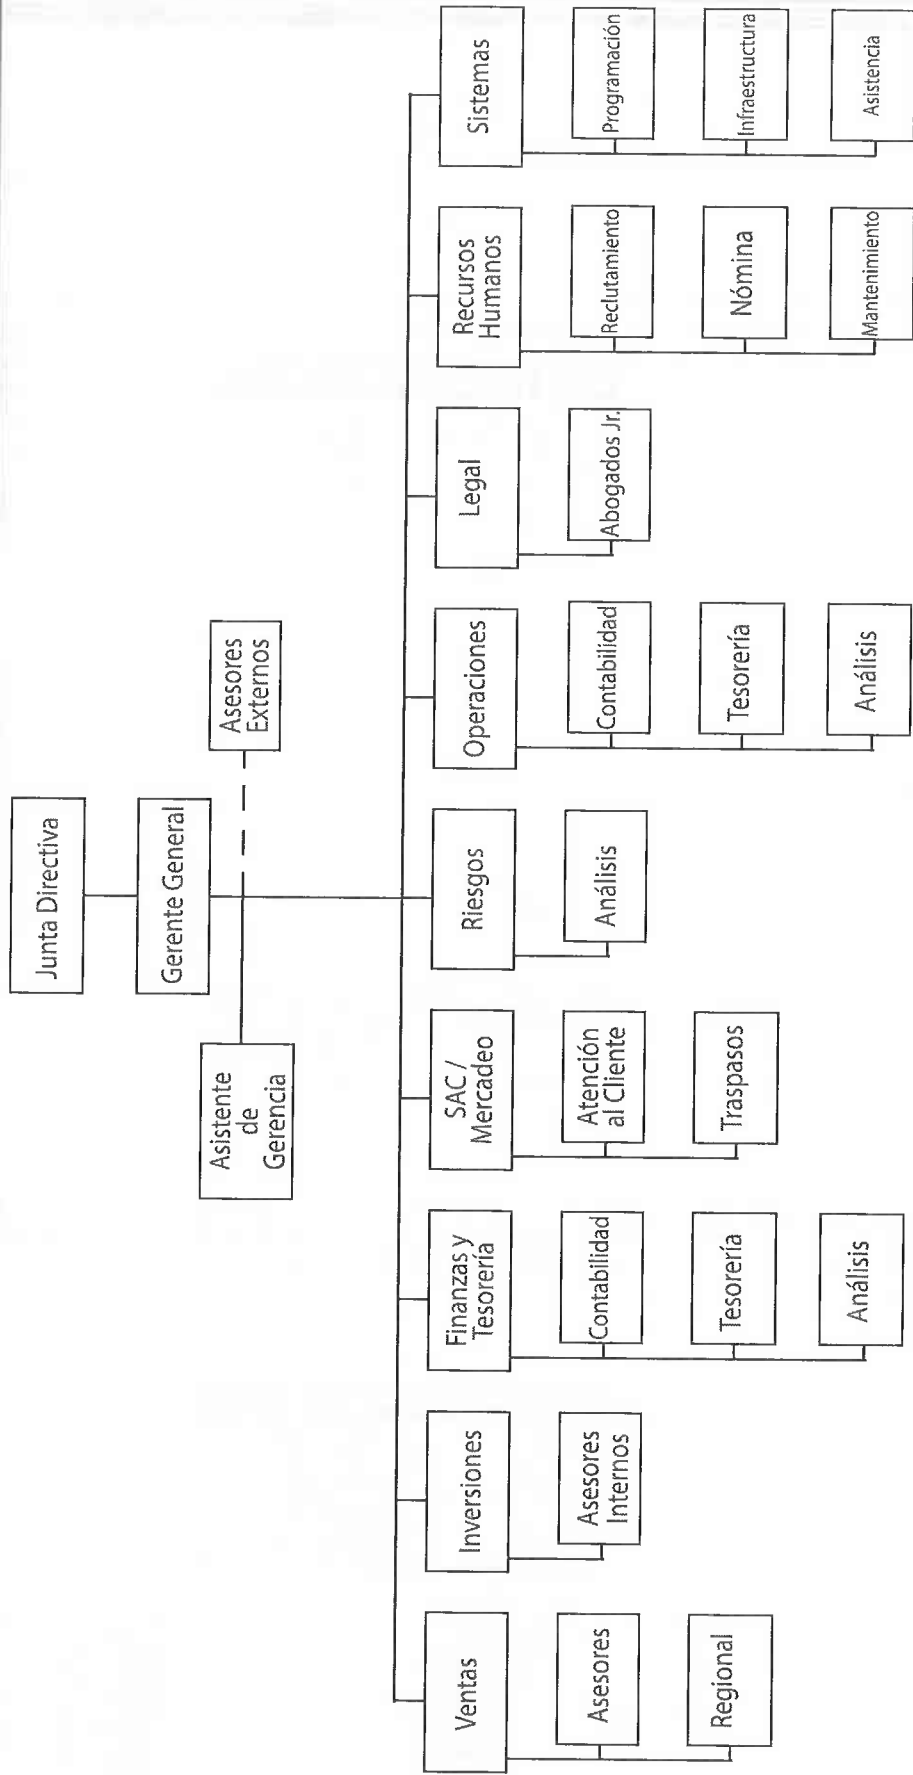 Junta Directiva
Gerente General
Asistente
de
Gerencia
Asesores
Externos
Ventas
Asesores
Regional
Inversiones
Asesores
Internos
Finanzas y
Tesorería
Contabilidad
Tesorería
Análisis
SAC/
Mercadeo
Atención
al Cliente
Traspasos
Riesgos
Análisis
Operaciones
Contabilidad
Tesorería
Análisis
Legal
Abogados Jr.
Recursos
Humanos
Reclutamiento
Nómina
Mantenimiento
Sistemas
Programación
Infraestructura
Asistencia